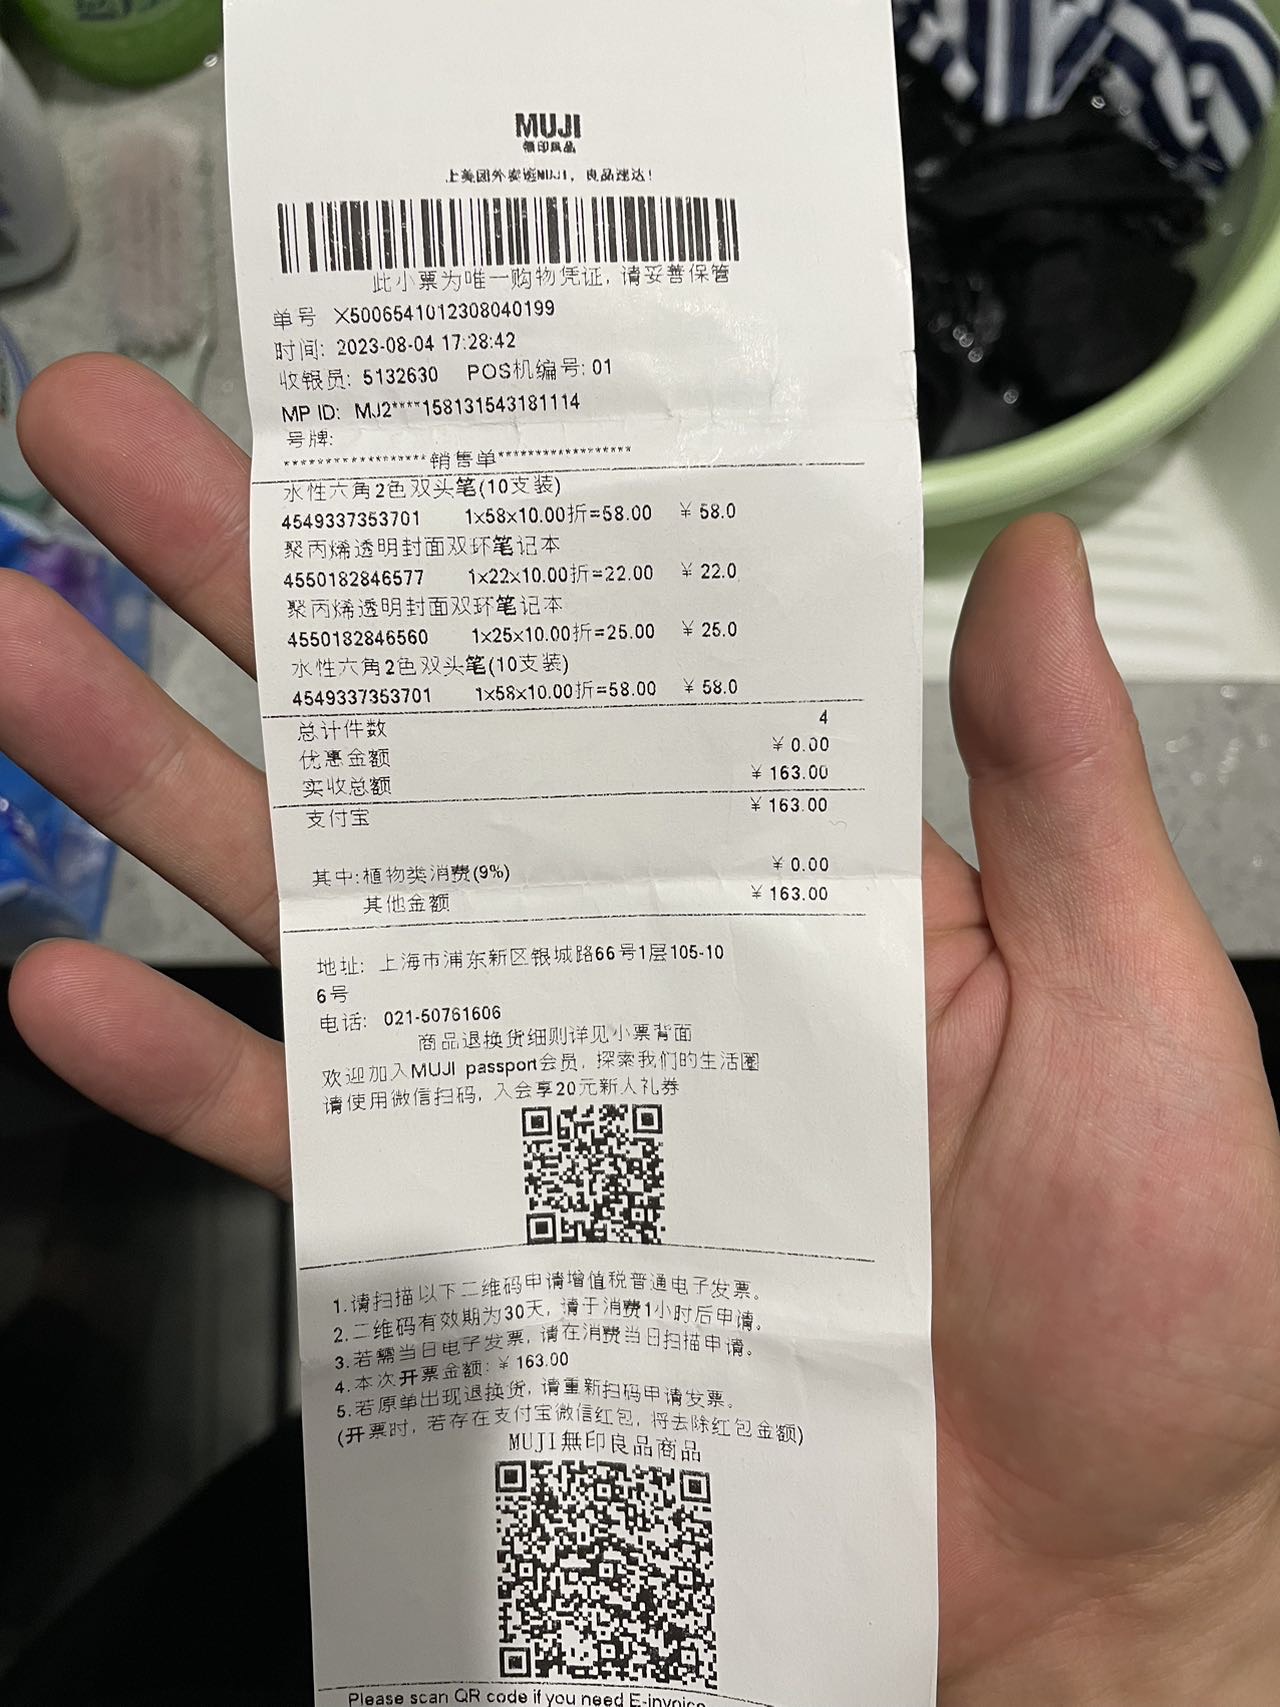 MUJI
無印良品
上美团外卖逛MUJI，良品速达！
此小票为唯一购物凭证，请妥善保管
单号 X5006541012308040199
时间: 2023-08-04 17:28:42
收银员: 5132630 POS机编号: 01
MP ID: MJ2****158131543181114
号牌:
******************销售单******************
水性六角2色双头笔(10支装)
4549337353701 1x58x10.00折=58.00 ￥58.0
聚丙烯透明封面双环笔记本
4550182846577 1x22x10.00折=22.00 ￥22.0
聚丙烯透明封面双环笔记本
4550182846560 1x25x10.00折=25.00 ￥25.0
水性六角2色双头笔(10支装)
4549337353701 1x58x10.00折=58.00 ￥58.0
总计件数 4
优惠金额 ￥0.00
实收总额 ￥163.00
支付宝 ￥163.00
其中:植物类消费(9%) ￥0.00
其他金额 ￥163.00
地址: 上海市浦东新区银城路66号1层105-10
6号
电话: 021-50761606
商品退换货细则详见小票背面
欢迎加入MUJI passport会员，探索我们的生活圈
请使用微信扫码，入会享20元新人礼券
1.请扫描以下二维码申请增值税普通电子发票。
2.二维码有效期为30天，请于消费1小时后申请。
3.若需当日电子发票，请在消费当日扫描申请。
4.本次开票金额: ￥163.00
5.若原单出现退换货，请重新扫码申请发票。
(开票时，若存在支付宝微信红包，将去除红包金额)
MUJI無印良品商品
Please scan QR code if you need E-invoice